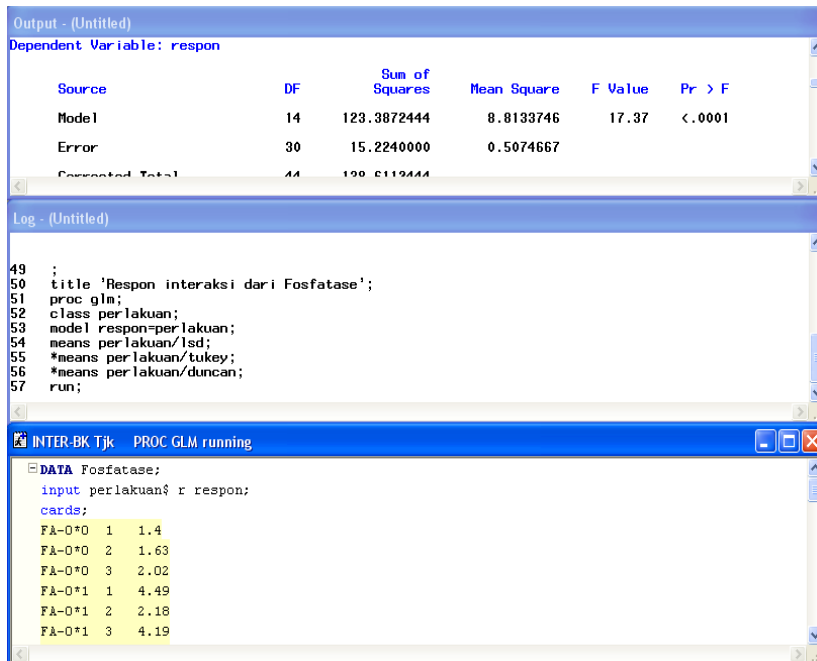 Output - (Untitled)
Dependent Variable: respon
Sum of
Source DF Squares Mean Square F Value Pr > F
Model 14 123.3872444 8.8133746 17.37 <.0001
Error 30 15.2240000 0.5074667
Corrected Total 44 138.6112444
Log - (Untitled)
49 ;
50 title 'Respon interaksi dari Fosfatase';
51 proc glm;
52 class perlakuan;
53 model respon=perlakuan;
54 means perlakuan/lsd;
55 *means perlakuan/tukey;
56 *means perlakuan/duncan;
57 run;
INTER-BK Tjk PROC GLM running
DATA Fosfatase;
input perlakuan$ r respon;
cards;
FA-0*0 1 1.4
FA-0*0 2 1.63
FA-0*0 3 2.02
FA-0*1 1 4.49
FA-0*1 2 2.18
FA-0*1 3 4.19